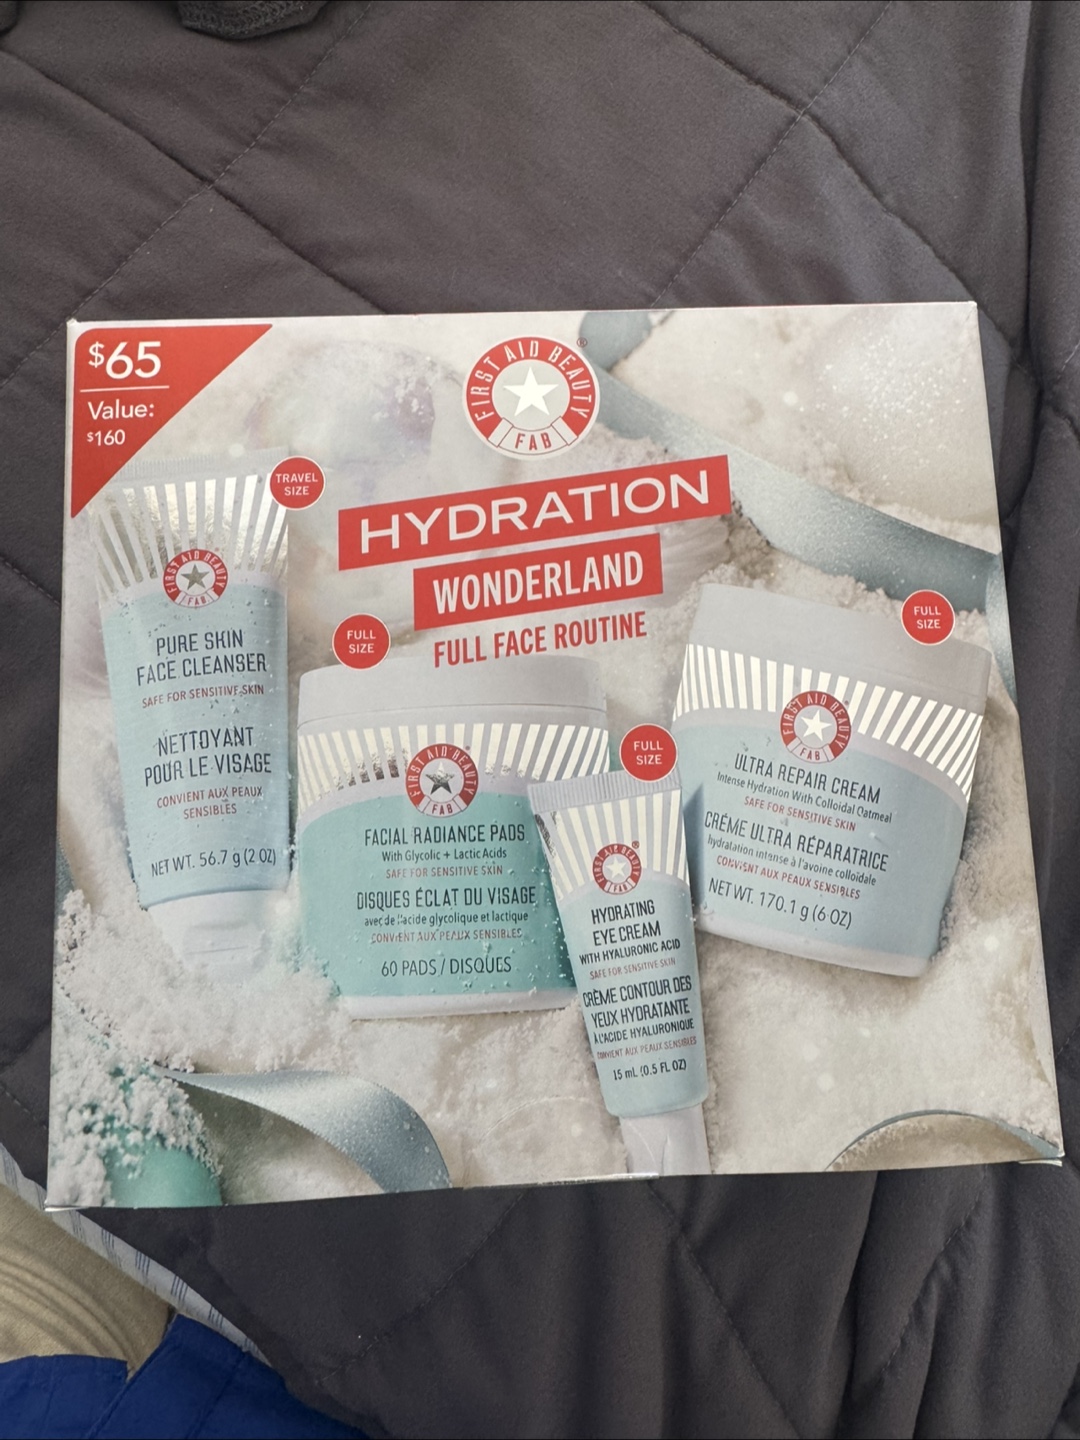 $65
Value:
$160
FIRST AID BEAUTY®
FAB
HYDRATION
WONDERLAND
FULL FACE ROUTINE
TRAVEL
SIZE
FIRST AID BEAUTY
FAB
PURE SKIN
FACE CLEANSER
SAFE FOR SENSITIVE SKIN
NETTOYANT
POUR LE VISAGE
CONVIENT AUX PEAUX
SENSIBLES
NET WT. 56.7 g (2 OZ)
FULL
SIZE
FIRST AID BEAUTY
FAB
FACIAL RADIANCE PADS
With Glycolic + Lactic Acids
SAFE FOR SENSITIVE SKIN
DISQUES ÉCLAT DU VISAGE
avec de l'acide glycolique et lactique
CONVIENT AUX PEAUX SENSIBLES
60 PADS / DISQUES
FULL
SIZE
FIRST AID BEAUTY®
FAB
HYDRATING
EYE CREAM
WITH HYALURONIC ACID
SAFE FOR SENSITIVE SKIN
CRÈME CONTOUR DES
YEUX HYDRATANTE
À L'ACIDE HYALURONIQUE
CONVIENT AUX PEAUX SENSIBLES
15 mL (0.5 FL OZ)
FULL
SIZE
FIRST AID BEAUTY
FAB
ULTRA REPAIR CREAM
Intense Hydration With Colloidal Oatmeal
SAFE FOR SENSITIVE SKIN
CRÈME ULTRA RÉPARATRICE
hydratation intense à l'avoine colloïdale
CONVIENT AUX PEAUX SENSIBLES
NET WT. 170.1 g (6 OZ)